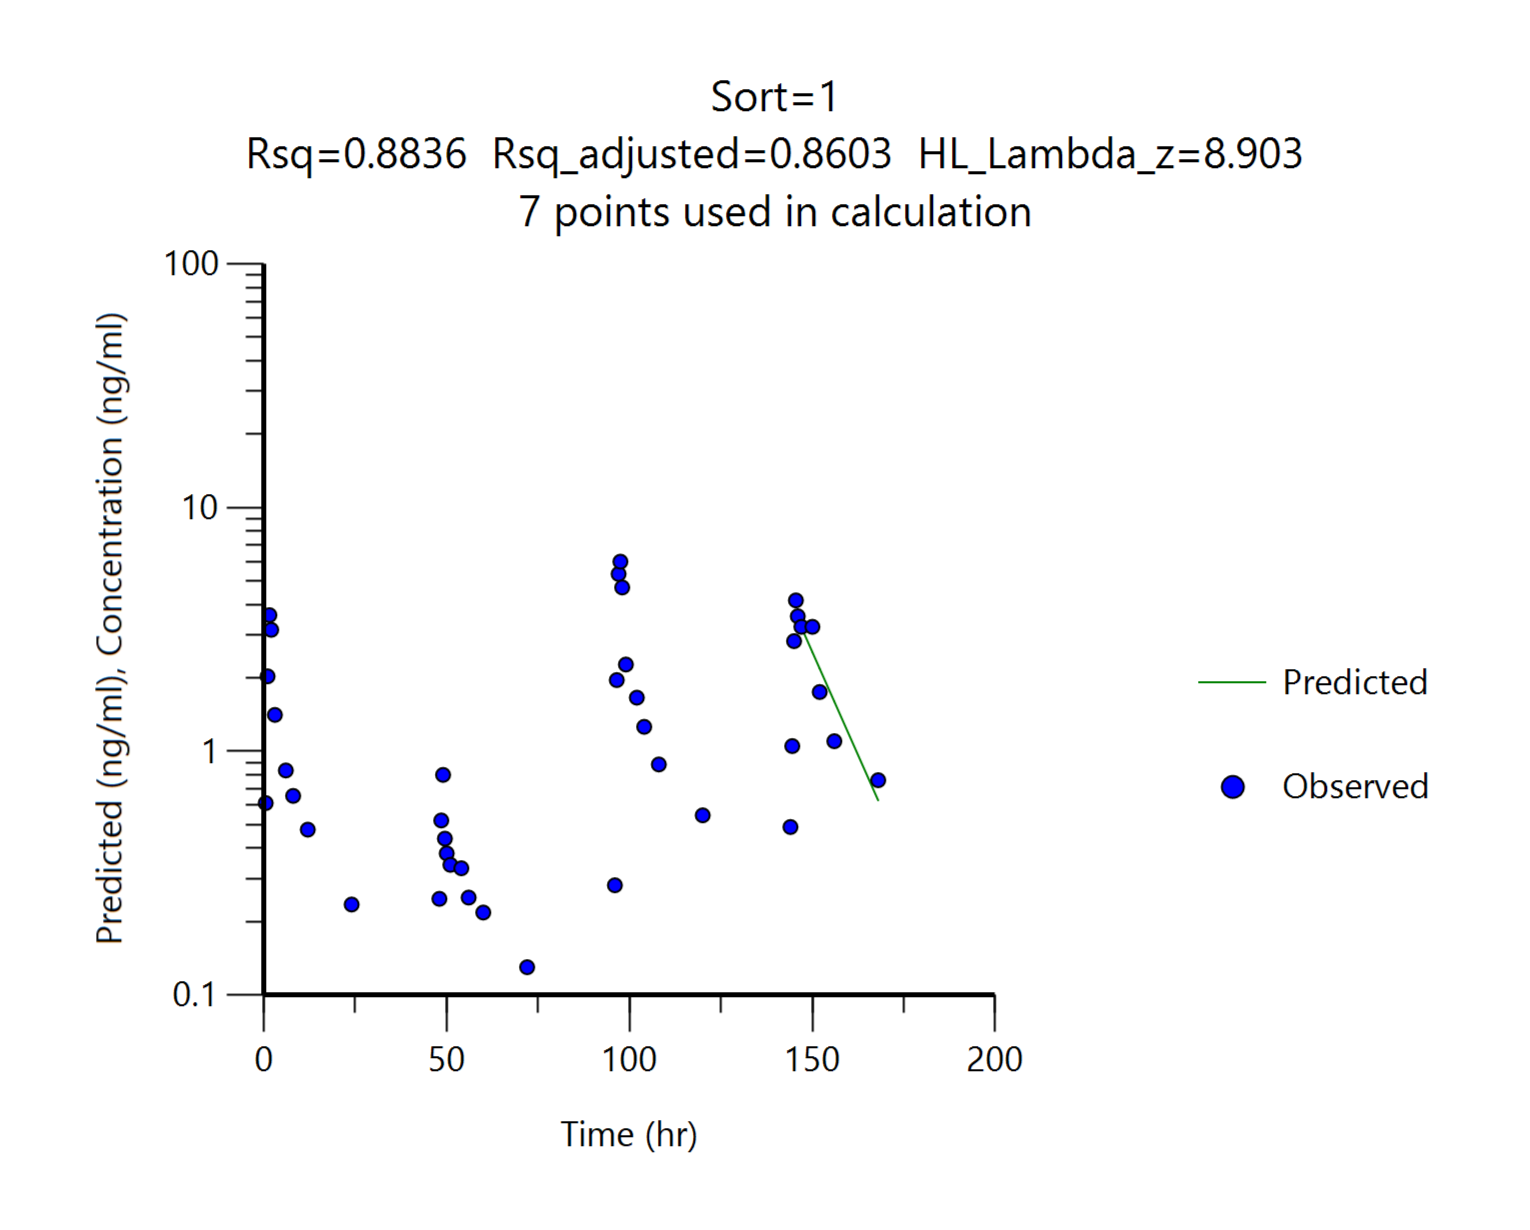 Sort=1
Rsq=0.8836 Rsq_adjusted=0.8603 HL_Lambda_z=8.903
7 points used in calculation
100
10
1
0.1
Predicted (ng/ml), Concentration (ng/ml)
0 50 100 150 200
Time (hr)
Predicted
Observed